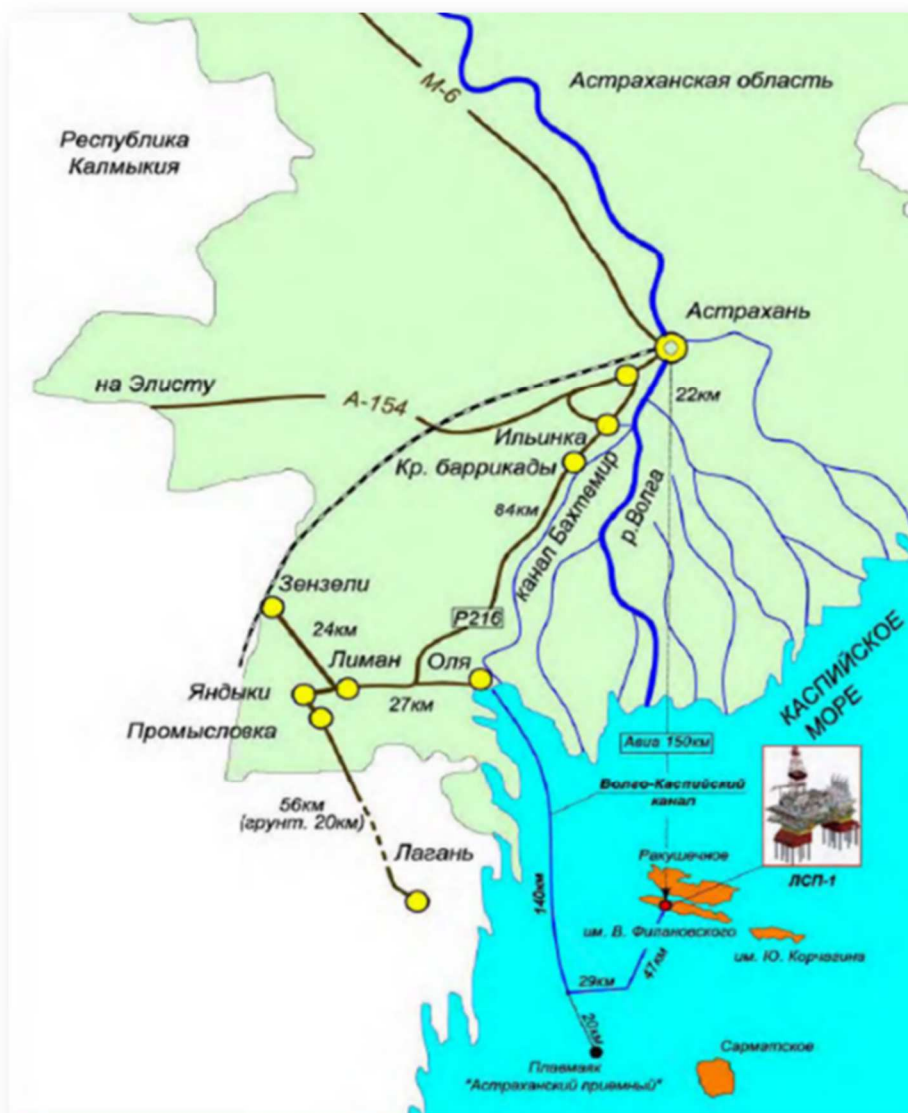 М-6
Астраханская область
Республика
Калмыкия
Астрахань
на Элисту
А-154
22км
Ильинка
Кр. баррикады
84км
канал Бахтемир
р.Волга
Зензели
24км
Р216
Лиман
Оля
Яндыки
27км
Промысловка
КАСПИЙСКОЕ
МОРЕ
Авиа 150км
Волго-Каспийский
канал
56км
(грунт. 20км)
Лагань
140км
Ракушечное
ЛСП-1
им. В. Филановского
им. Ю. Корчагина
29км
47км
20км
Сарматское
Плавмаяк
"Астраханский приемный"